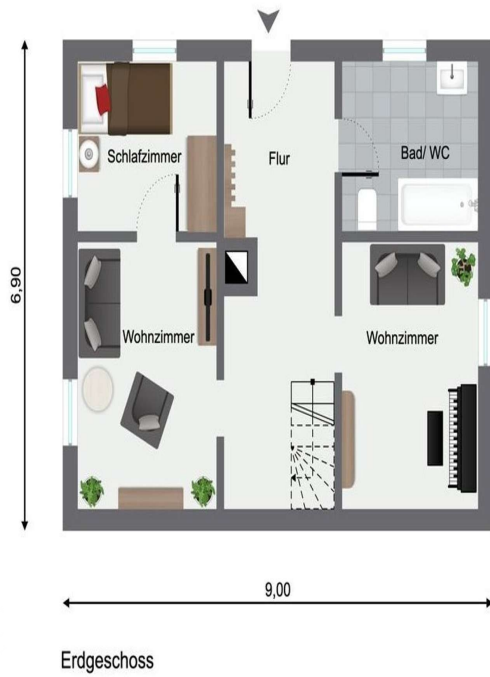 Schlafzimmer
Flur
Bad/ WC
6,90
Wohnzimmer
Wohnzimmer
9,00
Erdgeschoss